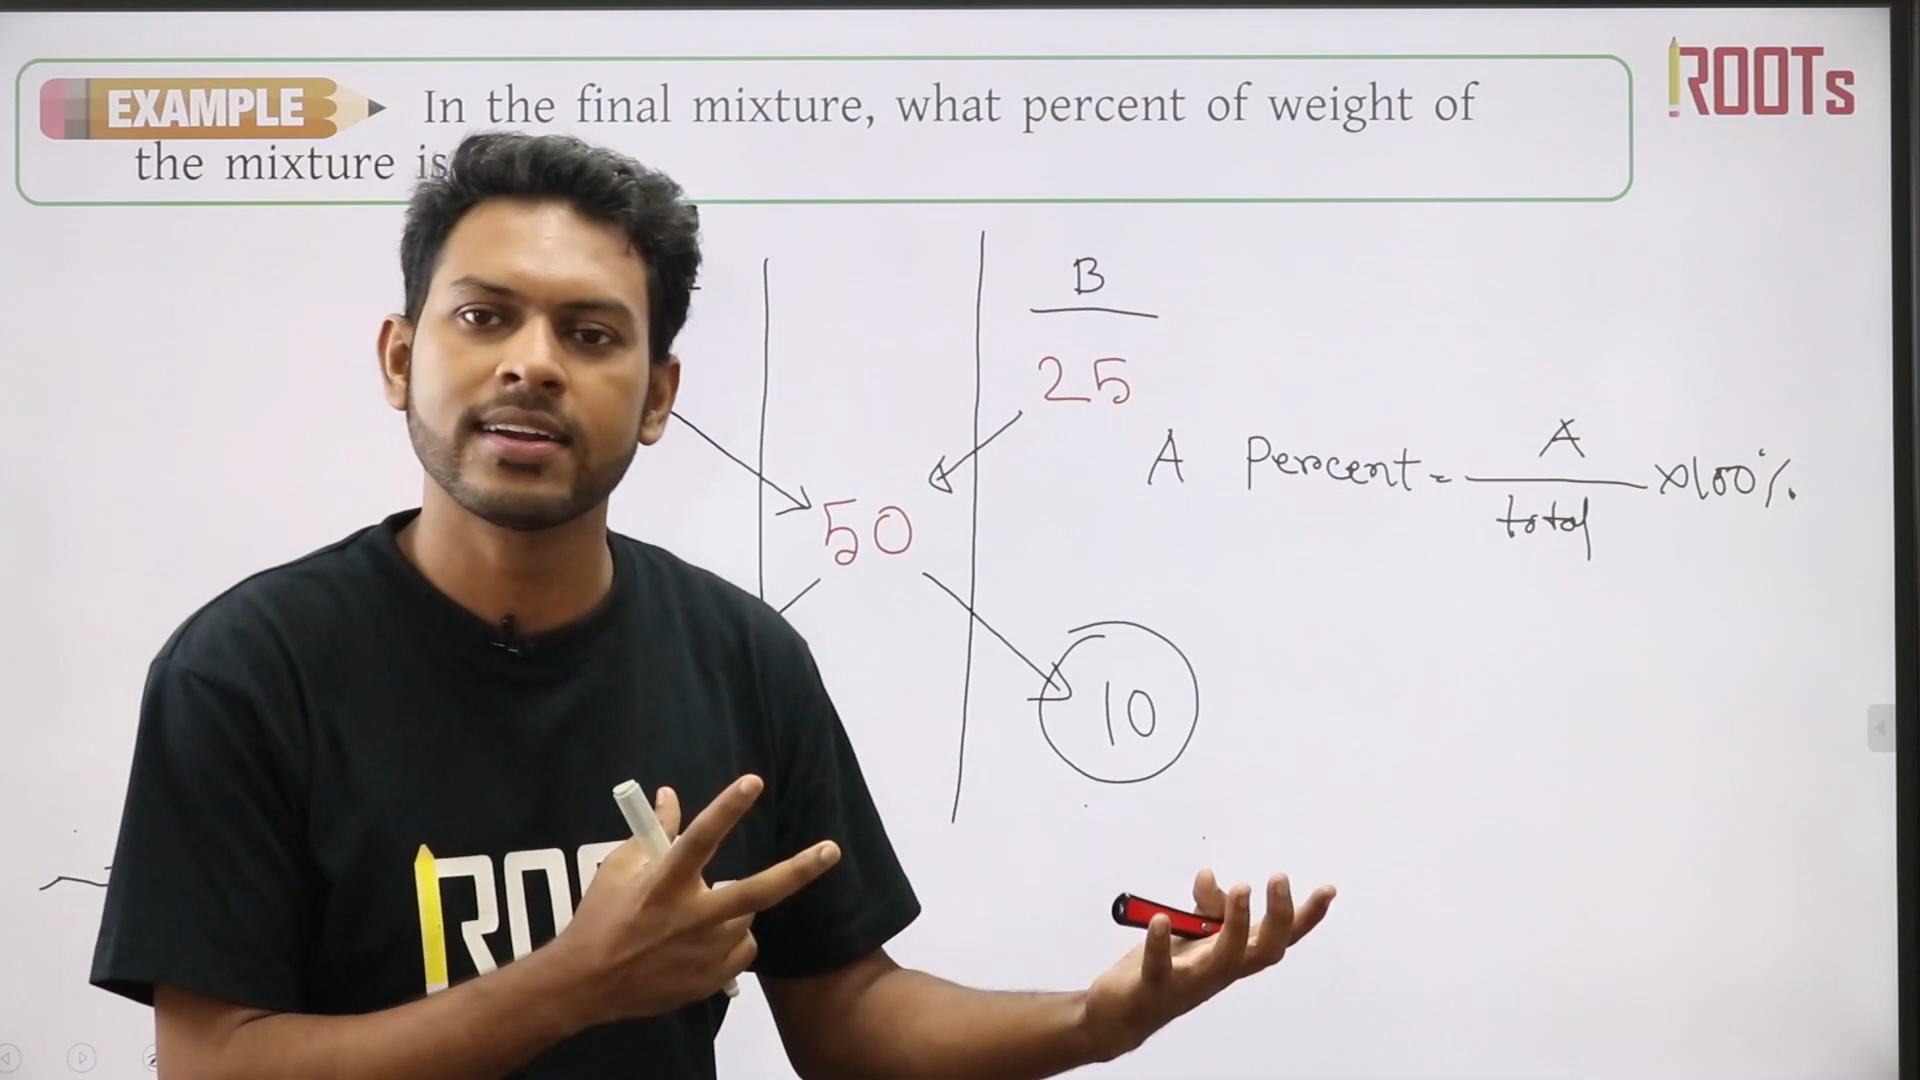 EXAMPLE In the final mixture, what percent of weight of
the mixture is
ROOTs
B
25
50
A Percent = A / total × 100%
10
ROO